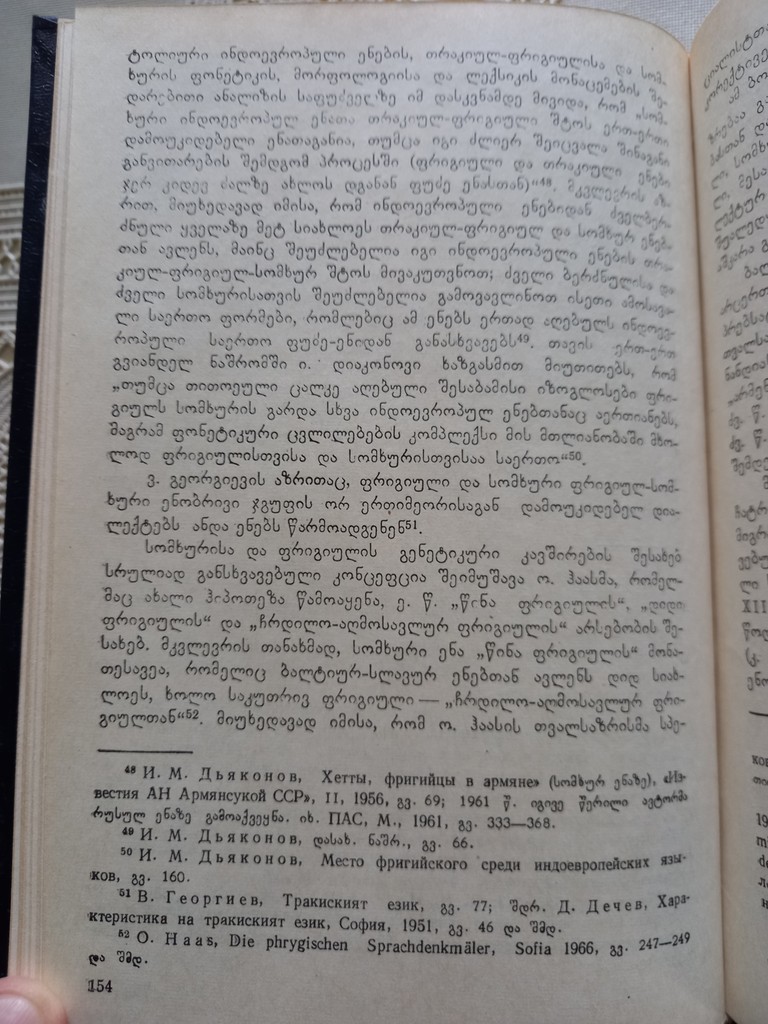 ტოლიური ინდოევროპული ენების, თრაკიულ-ფრიგიულისა და სომ-
ხურის ფონეტიკის, მორფოლოგიისა და ლექსიკის მონაცემების შე-
დარებითი ანალიზის საფუძველზე იმ დასკვნამდე მივიდა, რომ „სომ-
ხური ინდოევროპულ ენათა თრაკიულ-ფრიგიული შტოს ერთ-ერთი
დამოუკიდებელი ენათაგანია, თუმცა იგი ძლიერ შეიცვალა შინაგანი
განვითარების შემდგომ პროცესში (ფრიგიული და თრაკიული ენები
ჯერ კიდევ ძალზე ახლოს დგანან ფუძე ენასთან)“⁴⁸. მკვლევრის აზ-
რით, მიუხედავად იმისა, რომ ინდოევროპული ენებიდან ძველბერ-
ძნული ყველაზე მეტ სიახლოეს თრაკიულ-ფრიგიულ და სომხურ ენებ-
თან ავლენს, მაინც შეუძლებელია იგი ინდოევროპული ენების თრა-
კიულ-ფრიგიულ-სომხურ შტოს მივაკუთვნოთ; ძველი ბერძნულისა და
ძველი სომხურისათვის შეუძლებელია გამოვავლინოთ ისეთი ამოსავა-
ლი საერთო ფორმები, რომლებიც ამ ენებს ერთად აღებულს ინდოევ-
როპული საერთო ფუძე-ენიდან განასხვავებს⁴⁹. თავის ერთ-ერთ
გვიანდელ ნაშრომში ი. დიაკონოვი ხაზგასმით მიუთითებს, რომ
„თუმცა თითოეული ცალკე აღებული შესაბამისი იზოგლოსები ფრი-
გიულს სომხურის გარდა სხვა ინდოევროპულ ენებთანაც აერთიანებს,
მაგრამ ფონეტიკური ცვლილებების კომპლექსი მის მთლიანობაში მხო-
ლოდ ფრიგიულისთვისა და სომხურისთვისაა საერთო“⁵⁰.
ვ. გეორგიევის აზრითაც, ფრიგიული და სომხური ფრიგიულ-სომ-
ხური ენობრივი ჯგუფის ორ ერთიმეორისაგან დამოუკიდებელ დია-
ლექტებს ანდა ენებს წარმოადგენენ⁵¹.
სომხურისა და ფრიგიულის გენეტიკური კავშირების შესახებ
სრულიად განსხვავებული კონცეფცია შეიმუშავა ო. ჰაასმა, რომელ-
მაც ახალი ჰიპოთეზა წამოაყენა, ე. წ. „წინა ფრიგიულის“, „დიდი
ფრიგიულის“ და „ჩრდილო-აღმოსავლურ ფრიგიულის“ არსებობის შე-
სახებ. მკვლევრის თანახმად, სომხური ენა „წინა ფრიგიულის“ მონა-
თესავეა, რომელიც ბალტიურ-სლავურ ენებთან ავლენს დიდ სიახ-
ლოეს, ხოლო საკუთრივ ფრიგიული — „ჩრდილო-აღმოსავლურ ფრი-
გიულთან“⁵². მიუხედავად იმისა, რომ ო. ჰაასის თვალსაზრისმა სპე-
⁴⁸ И. М. Дьяконов, Хетты, фригийцы в армяне» (სომხურ ენაზე), «Из-
вестия АН Армянсукой ССР», II, 1956, გვ. 69; 1961 წ. იგივე წერილი ავტორმა
რუსულ ენაზე გამოაქვეყნა. იხ. ПАС, М., 1961, გვ. 333—368.
⁴⁹ И. М. Дьяконов, დასახ. ნაშრ., გვ. 66.
⁵⁰ И. М. Дьяконов, Место фригийского среди индоевропейских язы-
ков, გვ. 160.
⁵¹ В. Георгиев, Тракиският език, გვ. 77; შდრ. Д. Дечев, Хара-
ктеристика на тракиският език, София, 1951, გვ. 46 და შმდ.
⁵² O. Haas, Die phrygischen Sprachdenkmäler, Sofia 1966, გვ. 247—249
და შმდ.
154